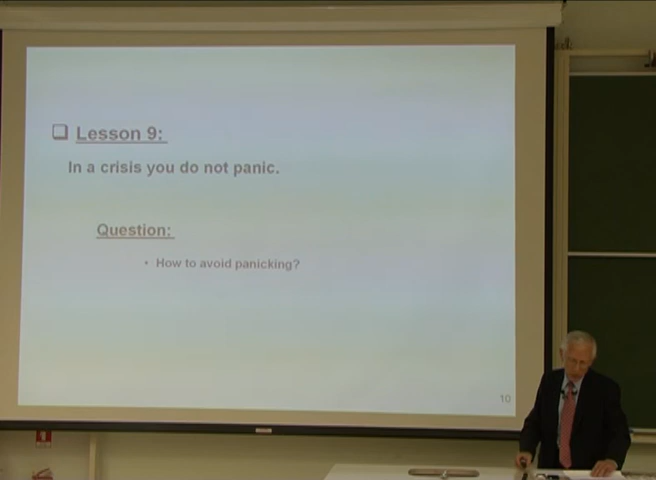 Lesson 9:
In a crisis you do not panic.
Question:
• How to avoid panicking?
10